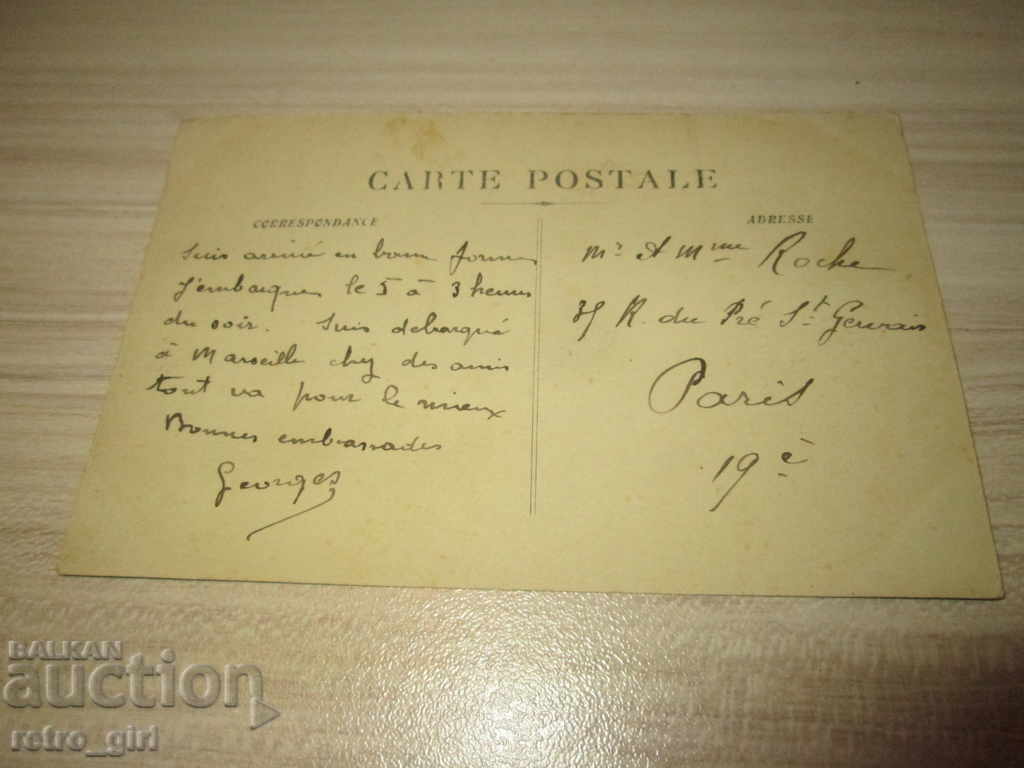 CARTE POSTALE
CORRESPONDANCE
Suis arrivé en bonne forme
J'embarque le 5 à 3 heures
du soir. Suis debarqué
à Marseille chez des amis
tout va pour le mieux
Bonnes embrassades
Georges
ADRESSE
Mr et Mme Roche
R. du Pré St Gervais
Paris
19è
BALKAN
auction
retro_girl